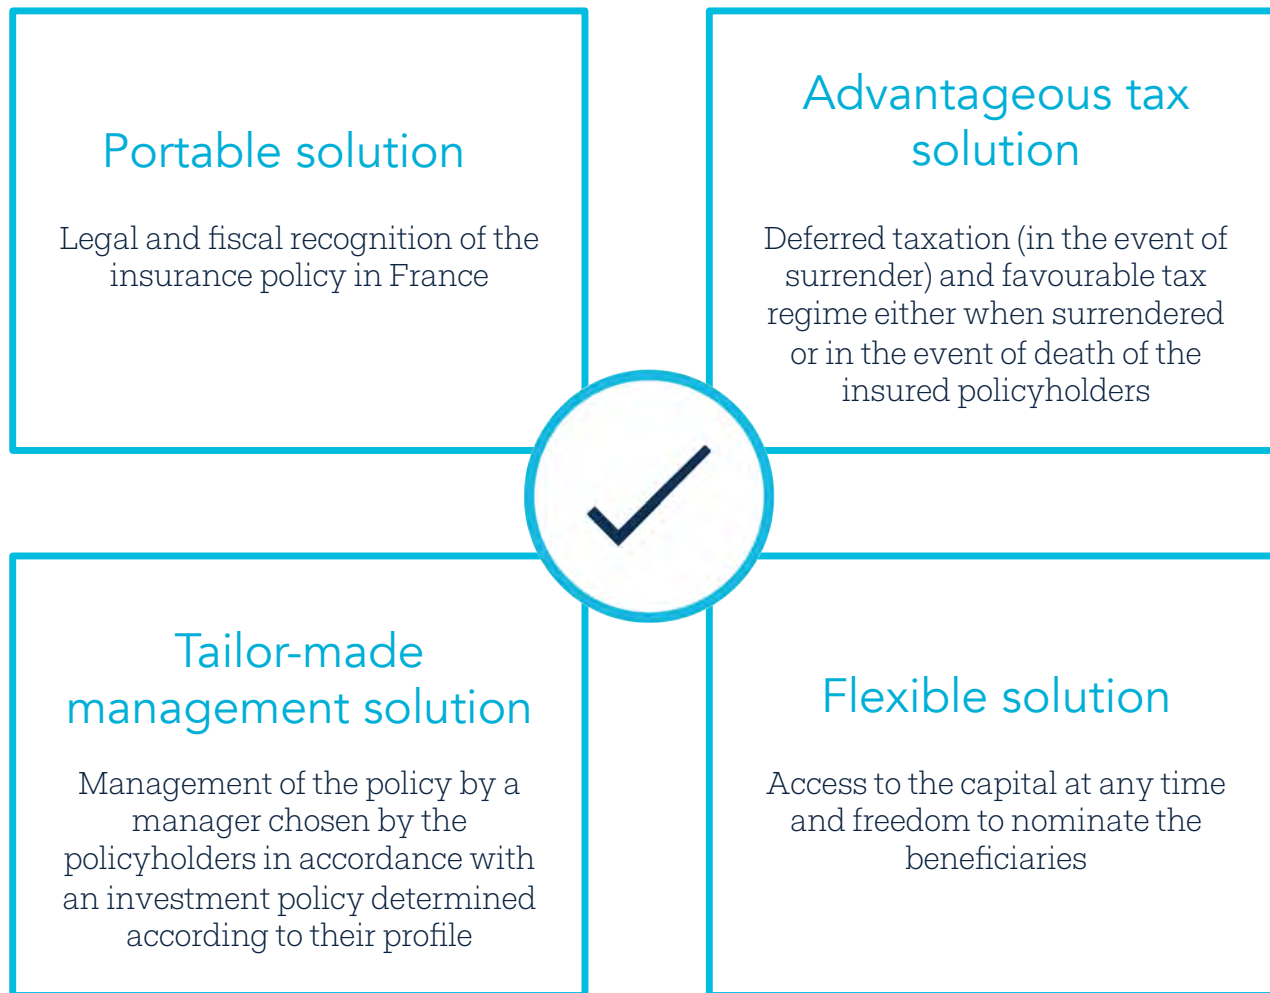 Portable solution
Legal and fiscal recognition of the
insurance policy in France
Advantageous tax
solution
Deferred taxation (in the event of
surrender) and favourable tax
regime either when surrendered
or in the event of death of the
insured policyholders
Tailor-made
management solution
Management of the policy by a
manager chosen by the
policyholders in accordance with
an investment policy determined
according to their profile
Flexible solution
Access to the capital at any time
and freedom to nominate the
beneficiaries